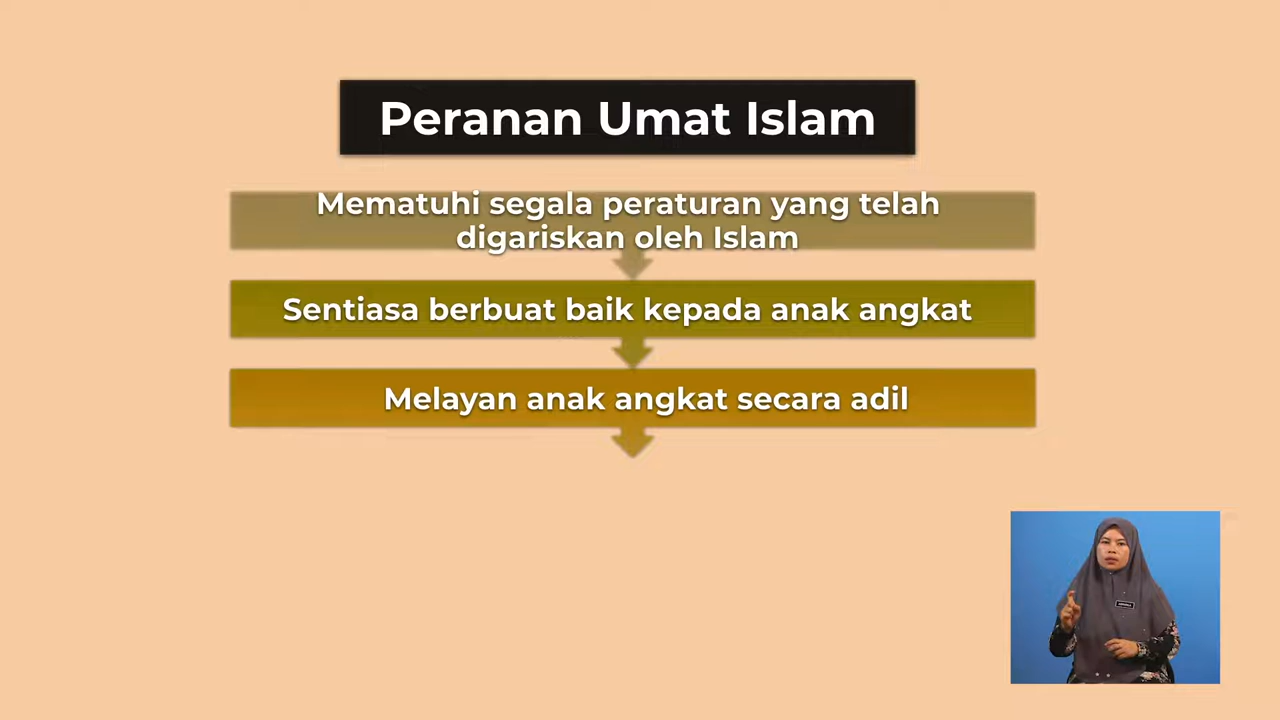 Peranan Umat Islam
Mematuhi segala peraturan yang telah
digariskan oleh Islam
Sentiasa berbuat baik kepada anak angkat
Melayan anak angkat secara adil